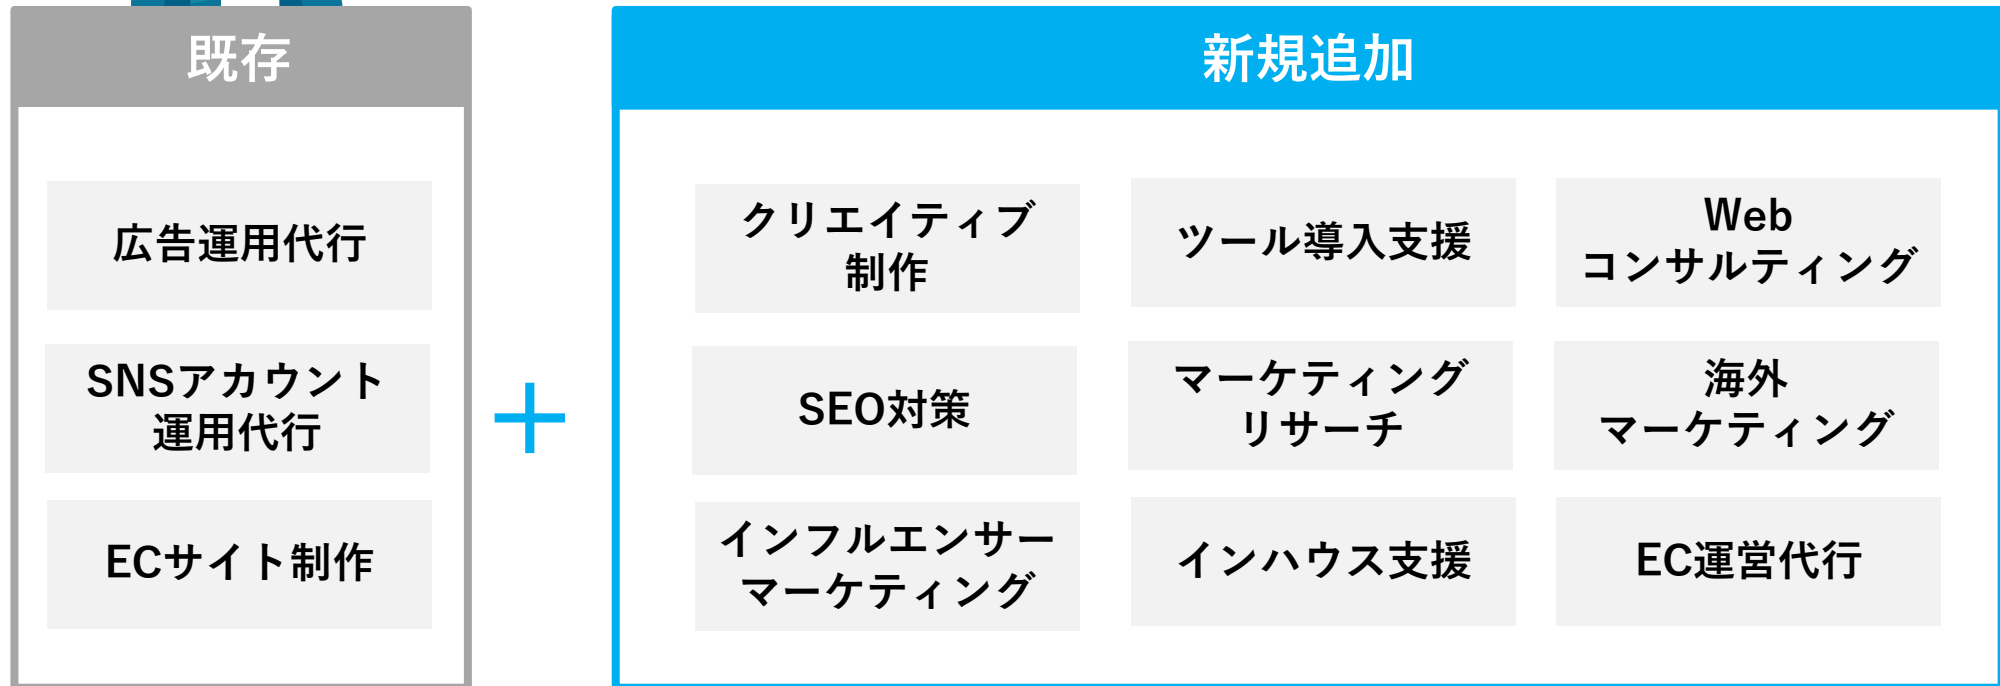 既存
広告運用代行
SNSアカウント
運用代行
ECサイト制作
+
新規追加
クリエイティブ
制作
ツール導入支援
Web
コンサルティング
SEO対策
マーケティング
リサーチ
海外
マーケティング
インフルエンサー
マーケティング
インハウス支援
EC運営代行